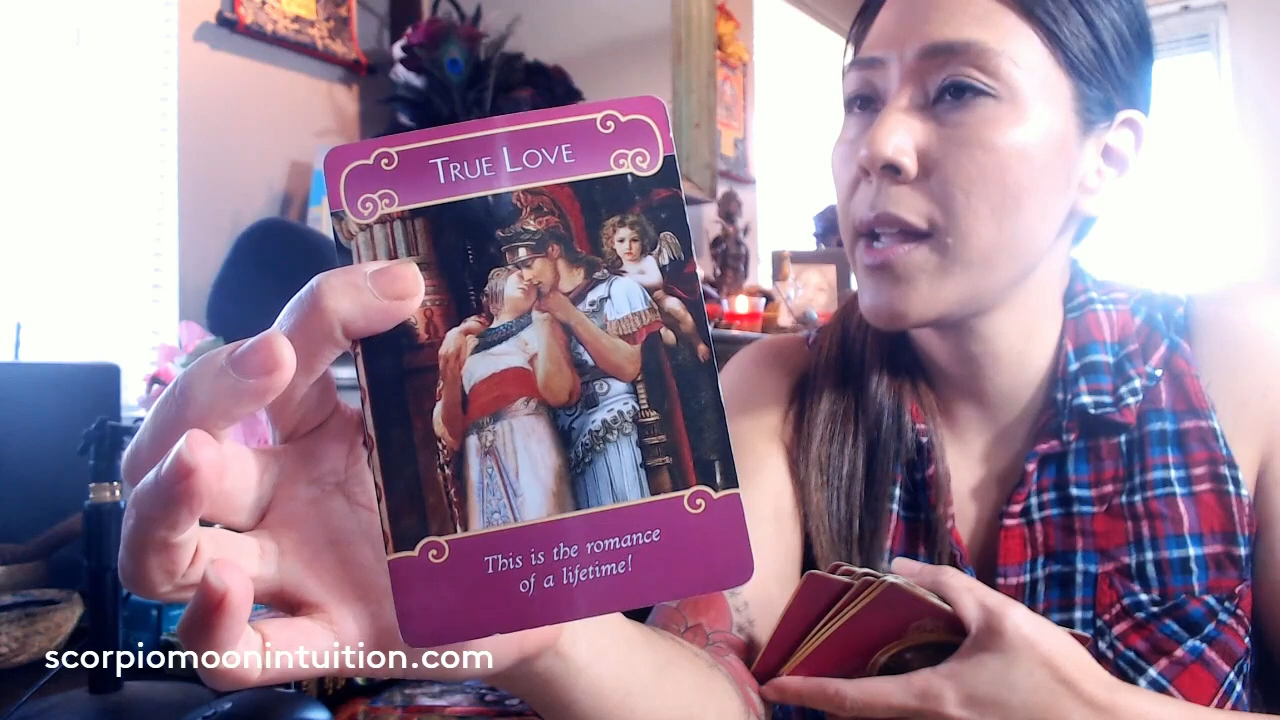 True Love
This is the romance
of a lifetime!
scorpiomoonintuition.com